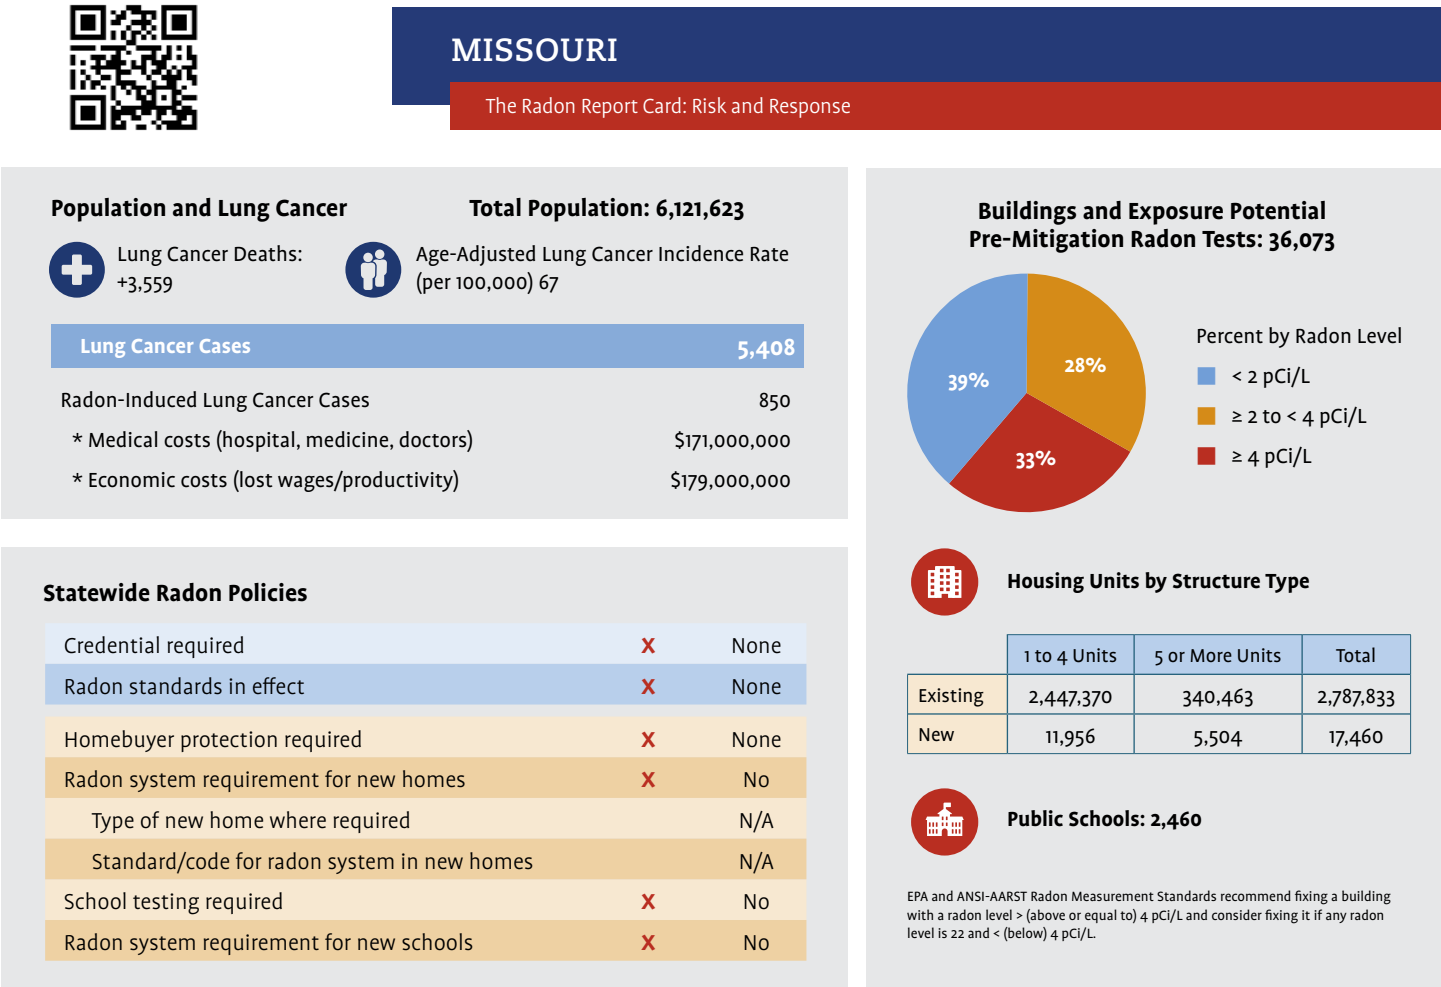 MISSOURI
The Radon Report Card: Risk and Response
Population and Lung Cancer
Total Population: 6,121,623
Lung Cancer Deaths:
+3,559
Age-Adjusted Lung Cancer Incidence Rate
(per 100,000) 67
Lung Cancer Cases 5,408
Radon-Induced Lung Cancer Cases 850
* Medical costs (hospital, medicine, doctors) $171,000,000
* Economic costs (lost wages/productivity) $179,000,000
Statewide Radon Policies
Credential required X None
Radon standards in effect X None
Homebuyer protection required X None
Radon system requirement for new homes X No
Type of new home where required N/A
Standard/code for radon system in new homes N/A
School testing required X No
Radon system requirement for new schools X No
Buildings and Exposure Potential
Pre-Mitigation Radon Tests: 36,073
39%
28%
33%
Percent by Radon Level
< 2 pCi/L
≥ 2 to < 4 pCi/L
≥ 4 pCi/L
Housing Units by Structure Type
1 to 4 Units 5 or More Units Total
Existing 2,447,370 340,463 2,787,833
New 11,956 5,504 17,460
Public Schools: 2,460
EPA and ANSI-AARST Radon Measurement Standards recommend fixing a building
with a radon level > (above or equal to) 4 pCi/L and consider fixing it if any radon
level is 22 and < (below) 4 pCi/L.